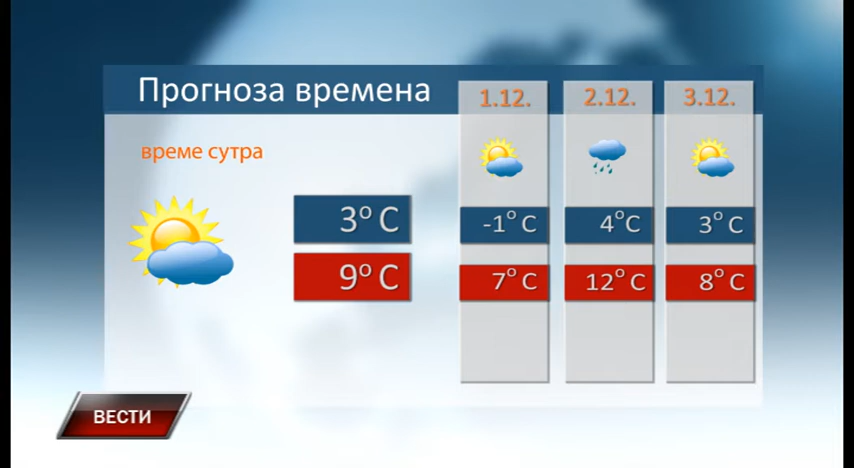 Прогноза времена
време сутра
3° C
9° C
1.12. 2.12. 3.12.
-1° C 4°C 3° C
7° C 12° C 8° C
ВЕСТИ